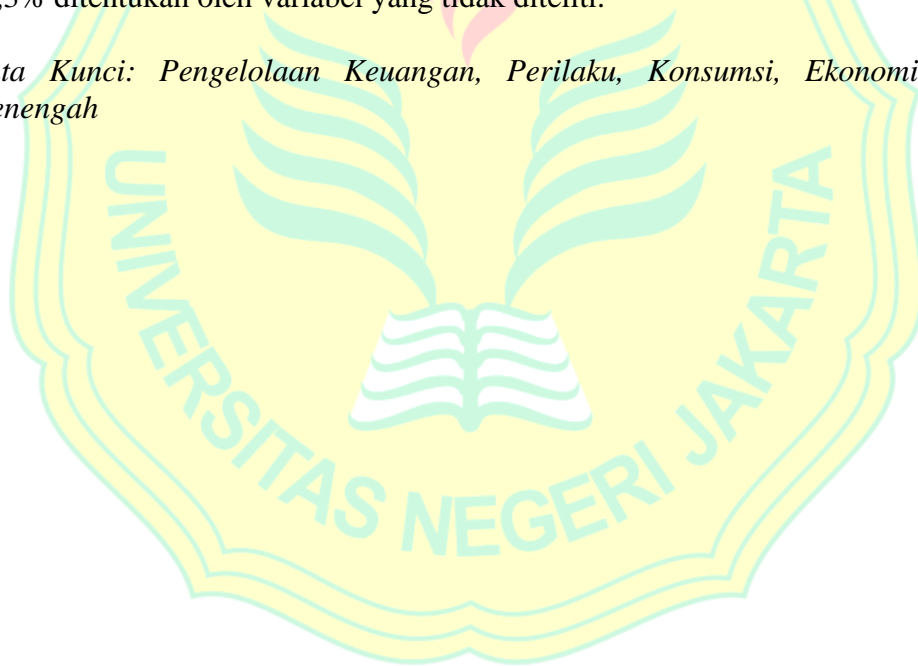 ,3% ditentukan oleh variabel yang tidak diteliti.
ta Kunci: Pengelolaan Keuangan, Perilaku, Konsumsi, Ekonomi
enengah
UNIVERSITAS NEGERI JAKARTA